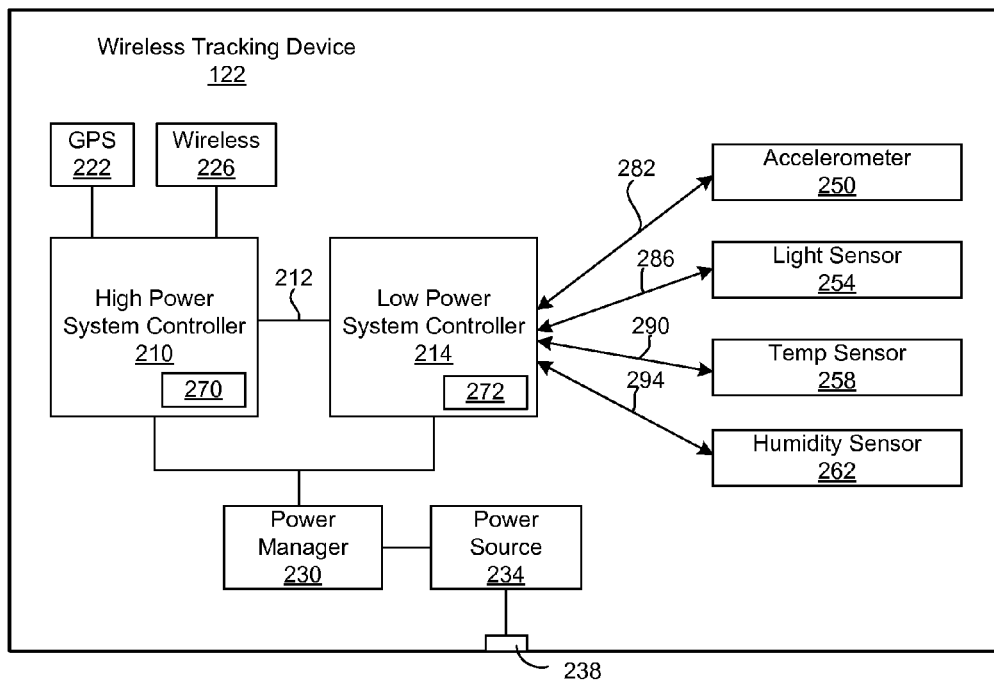 Wireless Tracking Device
122
GPS
222
Wireless
226
282
Accelerometer
250
286
Light Sensor
254
High Power
System Controller
210
270
212
Low Power
System Controller
214
272
290
Temp Sensor
258
294
Humidity Sensor
262
Power
Manager
230
Power
Source
234
238